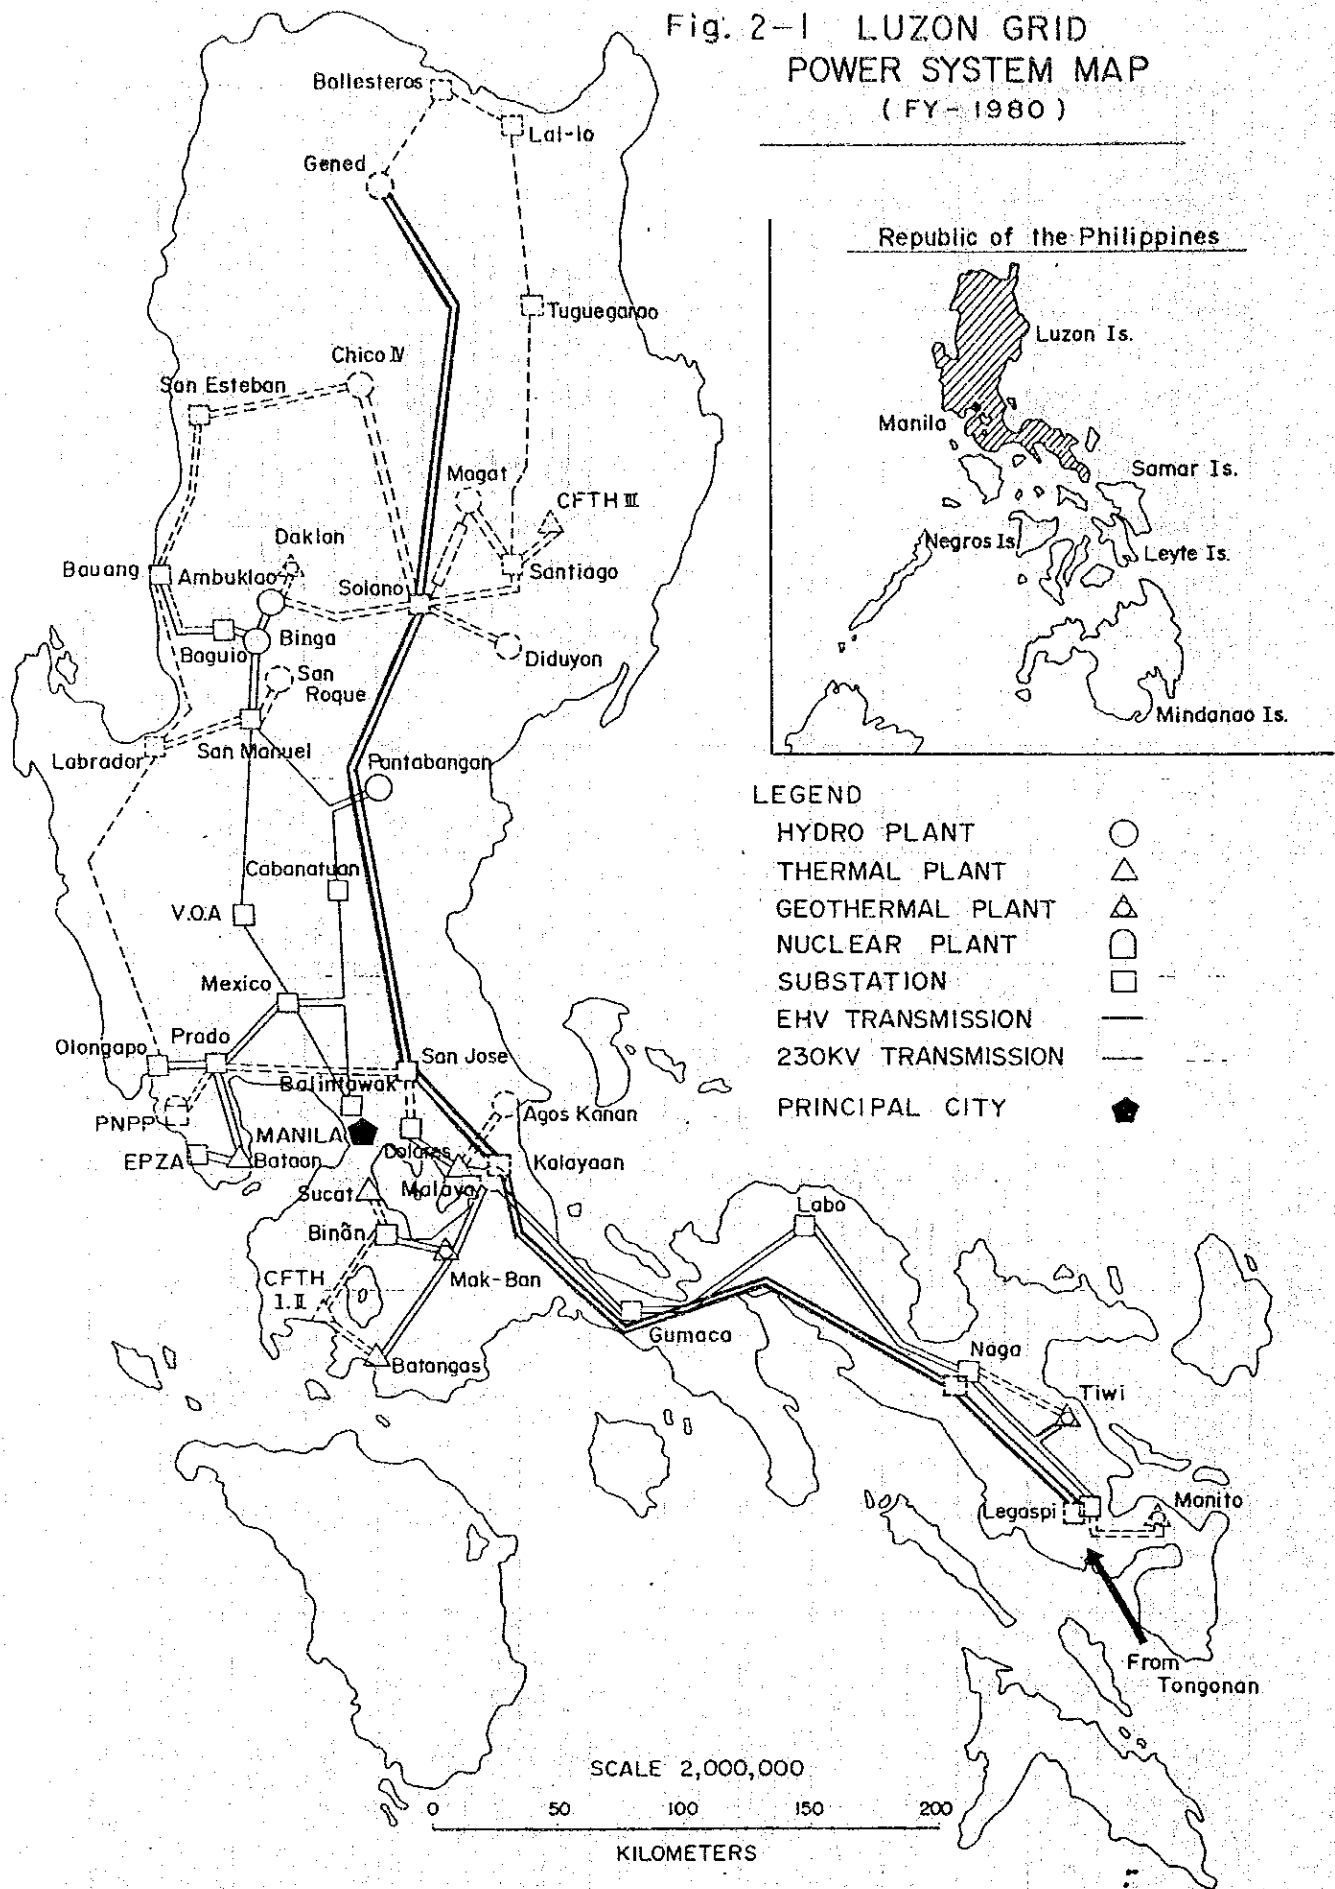 Fig. 2-1 LUZON GRID
POWER SYSTEM MAP
( FY-1980 )
Republic of the Philippines
Luzon Is.
Manila
Samar Is.
Negros Is.
Leyte Is.
Mindanao Is.
LEGEND
HYDRO PLANT
THERMAL PLANT
GEOTHERMAL PLANT
NUCLEAR PLANT
SUBSTATION
EHV TRANSMISSION
230KV TRANSMISSION
PRINCIPAL CITY
Ballesteros
Lal-lo
Gened
Tuguegarao
Chico IV
San Esteban
Magat
CFTH III
Daklan
Bauang
Ambuklao
Solano
Santiago
Binga
Baguio
Diduyon
San
Roque
San Manuel
Labrador
Pantabangan
Cabanatuan
V.O.A
Mexico
Prado
Olongapo
San Jose
Balintawak
PNPP
MANILA
Agos Kanan
EPZA
Bataan
Dolores
Kalayaan
Sucat
Malaya
Labo
Binãn
CFTH
I.II
Mak-Ban
Gumaca
Batangas
Naga
Tiwi
Legaspi
Manito
From
Tongonan
SCALE 2,000,000
0 50 100 150 200
KILOMETERS